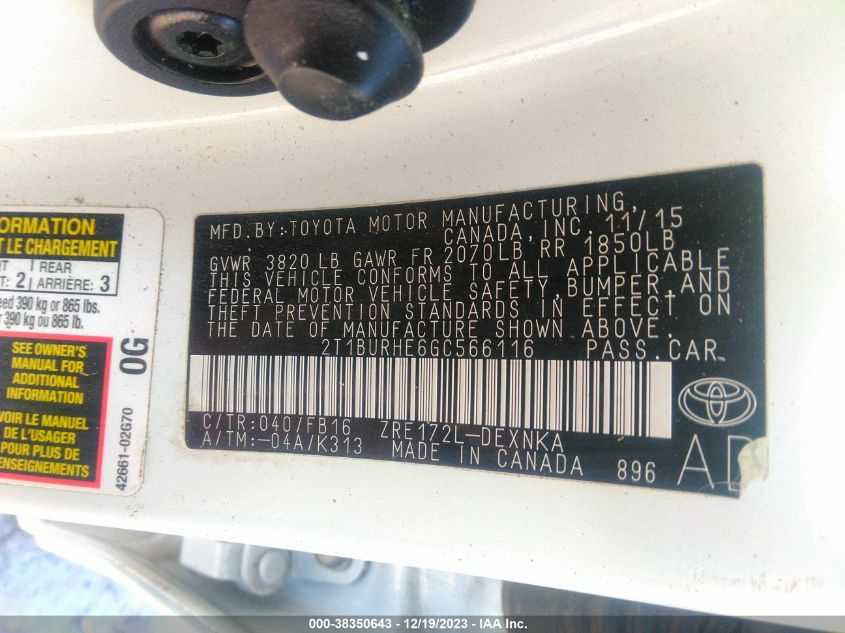 MFD.BY:TOYOTA MOTOR MANUFACTURING,
CANADA, INC. 11/15
GVWR 3820 LB GAWR FR 2070LB RR 1850LB
THIS VEHICLE CONFORMS TO ALL APPLICABLE
FEDERAL MOTOR VEHICLE SAFETY, BUMPER, AND
THEFT PREVENTION STANDARDS IN EFFECT ON
THE DATE OF MANUFACTURE SHOWN ABOVE.
2T1BURHE6GC566116 PASS.CAR
C/TR:040/FB16 ZRE172L-DEXNKA
A/TM:-04A/K313 MADE IN CANADA 896
ORMATION
T LE CHARGEMENT
1 REAR
2 ARRIÈRE: 3
eed 390 kg or 865 lbs.
390 kg ou 865 lb.
SEE OWNER'S
MANUAL FOR
ADDITIONAL
INFORMATION
Voir LE MANUEL
DE L'USAGER
POUR PLUS DE
RENSEIGNEMENTS
0G
42661-02G70
000-38350643 - 12/19/2023 - IAA Inc.